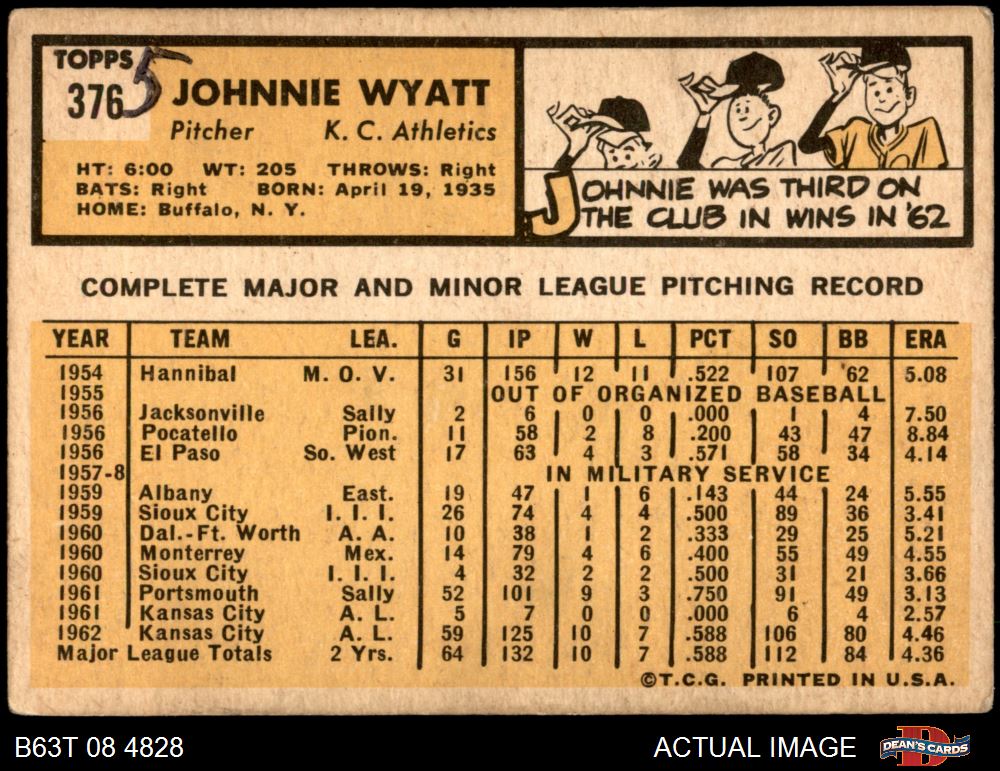 TOPPS 5
376 JOHNNIE WYATT
Pitcher K. C. Athletics
HT: 6:00 WT: 205 THROWS: Right
BATS: Right BORN: April 19, 1935
HOME: Buffalo, N. Y.
JOHNNIE WAS THIRD ON
THE CLUB IN WINS IN '62
COMPLETE MAJOR AND MINOR LEAGUE PITCHING RECORD
YEAR TEAM LEA. G IP W L PCT SO BB ERA
1954 Hannibal M. O. V. 31 156 12 11 .522 107 62 5.08
1955 OUT OF ORGANIZED BASEBALL
1956 Jacksonville Sally 2 6 0 0 .000 1 4 7.50
1956 Pocatello Pion. 11 58 2 8 .200 43 47 8.84
1956 El Paso So. West 17 63 4 3 .571 58 34 4.14
1957-8 IN MILITARY SERVICE
1959 Albany East. 19 47 1 6 .143 44 24 5.55
1959 Sioux City I. I. I. 26 74 4 4 .500 89 36 3.41
1960 Dal.-Ft. Worth A. A. 10 38 1 2 .333 29 25 5.21
1960 Monterrey Mex. 14 79 4 6 .400 55 49 4.55
1960 Sioux City I. I. I. 4 32 2 2 .500 31 21 3.66
1961 Portsmouth Sally 52 101 9 3 .750 91 49 3.13
1961 Kansas City A. L. 5 7 0 0 .000 6 4 2.57
1962 Kansas City A. L. 59 125 10 7 .588 106 80 4.46
Major League Totals 2 Yrs. 64 132 10 7 .588 112 84 4.36
©T.C.G. PRINTED IN U.S.A.
B63T 08 4828 ACTUAL IMAGE DEAN'S CARDS